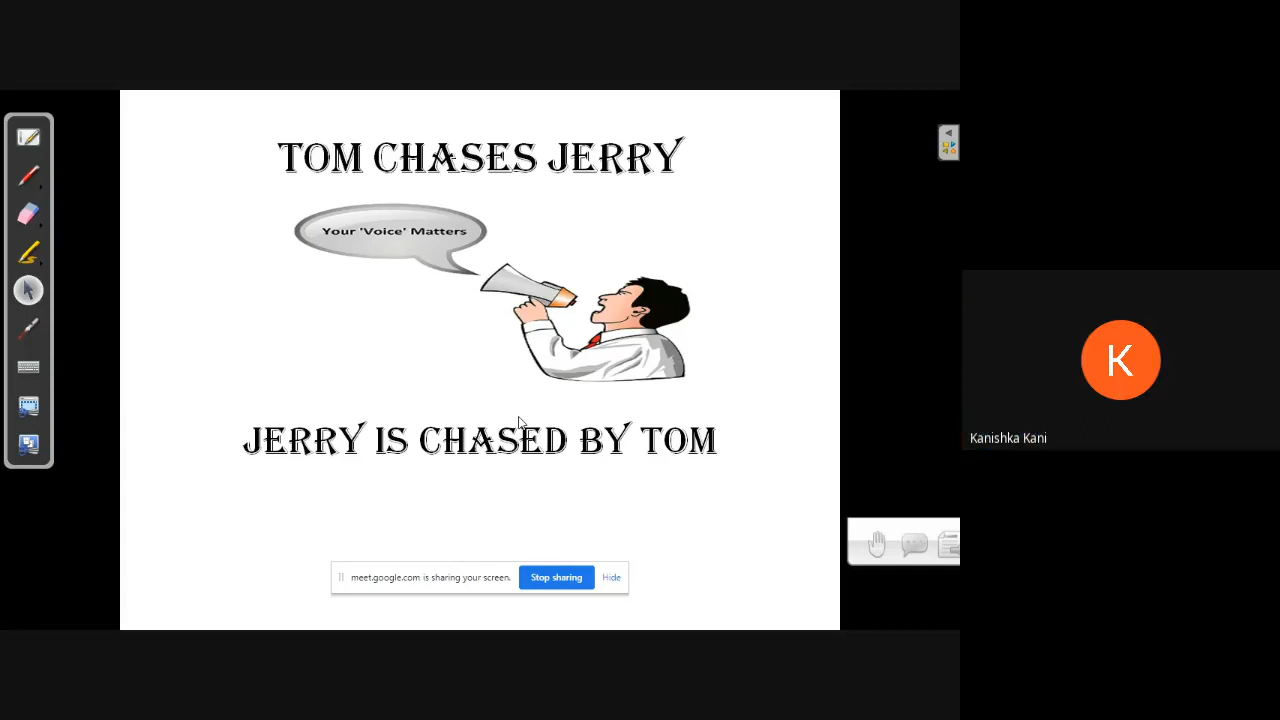 TOM CHASES JERRY
Your 'Voice' Matters
JERRY IS CHASED BY TOM
meet.google.com is sharing your screen.
Stop sharing
Hide
K
Kanishka Kani